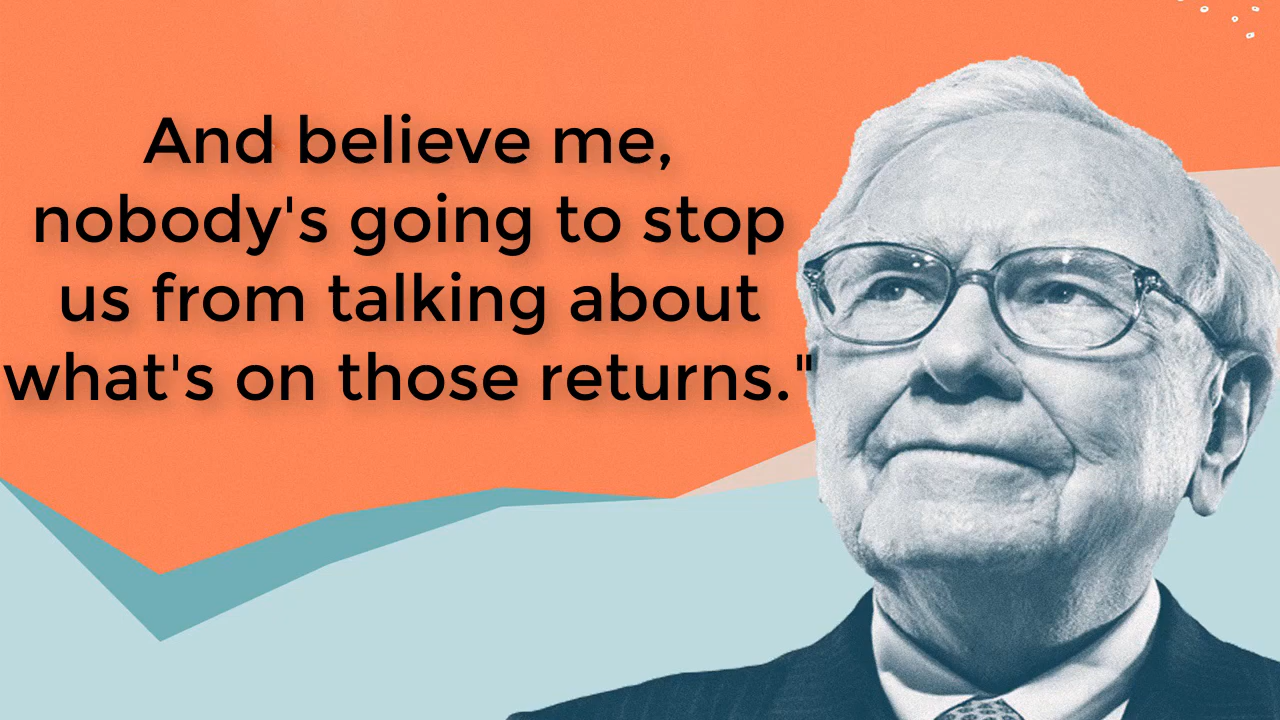 And believe me,
nobody's going to stop
us from talking about
what's on those returns."